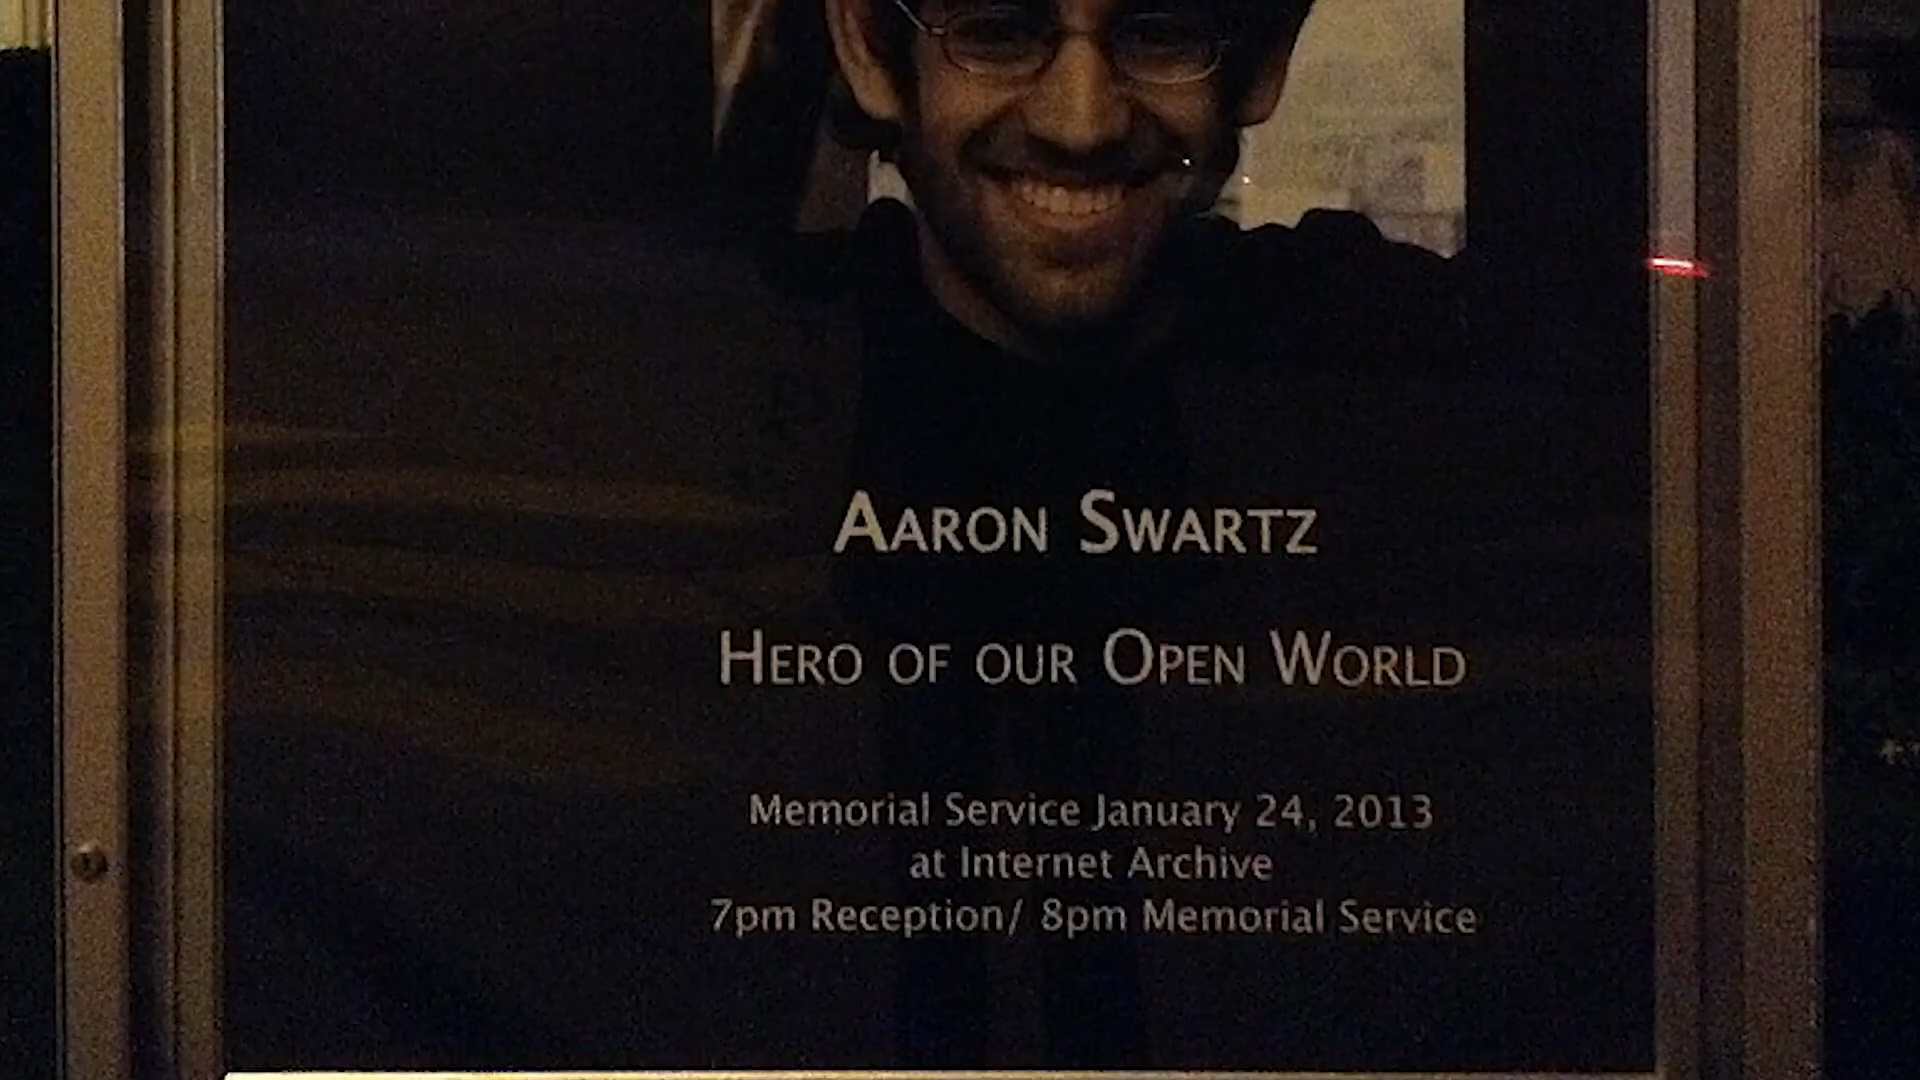 Aaron Swartz
Hero of our Open World
Memorial Service January 24, 2013
at Internet Archive
7pm Reception/ 8pm Memorial Service